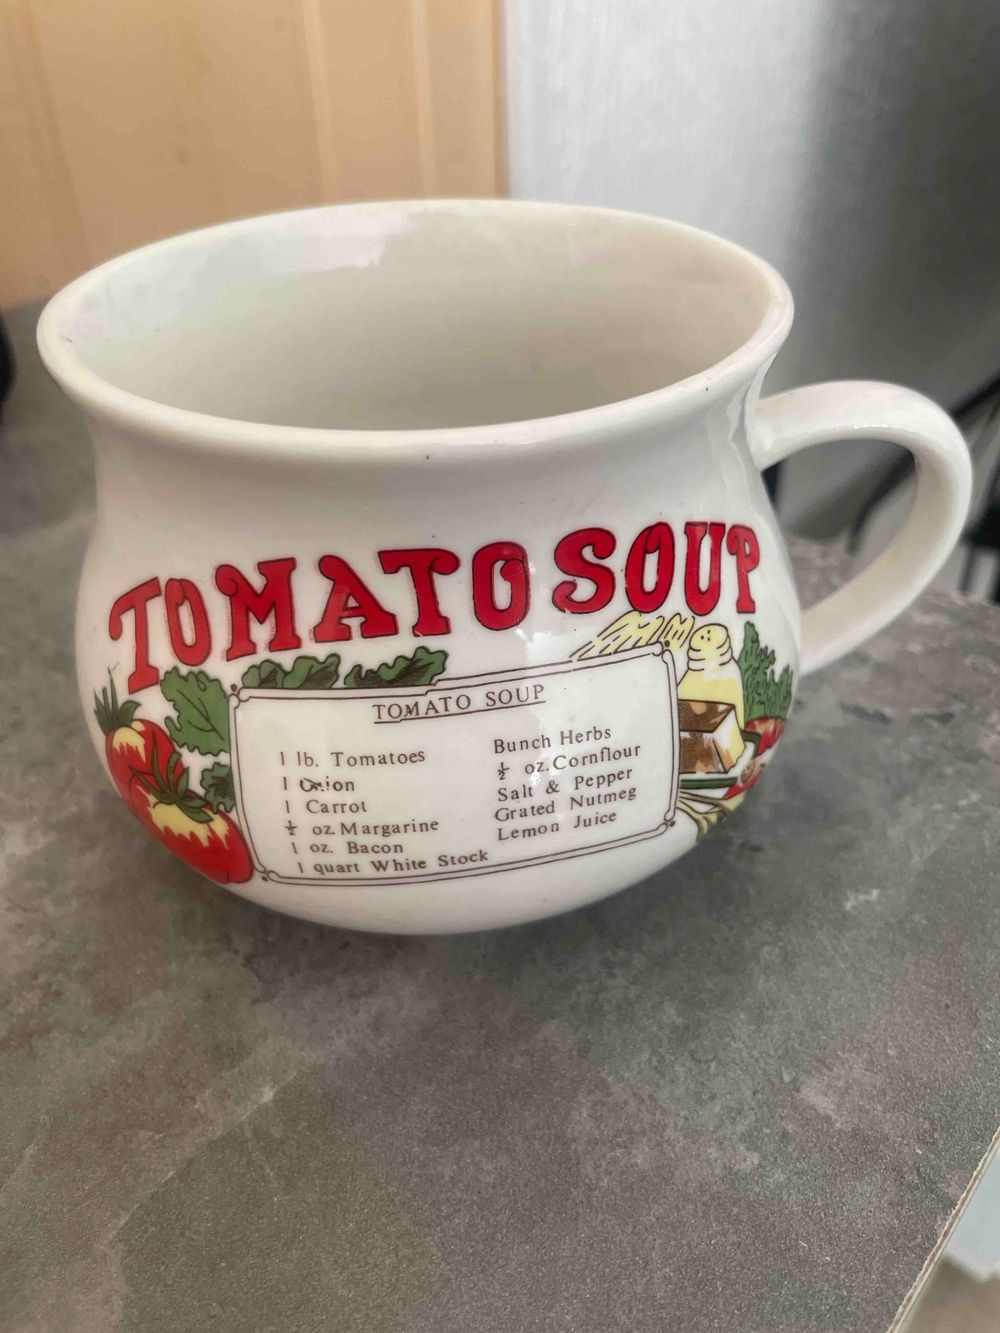 TOMATO SOUP
TOMATO SOUP
1 lb. Tomatoes
1 Onion
1 Carrot
½ oz. Margarine
1 oz. Bacon
1 quart White Stock
Bunch Herbs
½ oz. Cornflour
Salt & Pepper
Grated Nutmeg
Lemon Juice